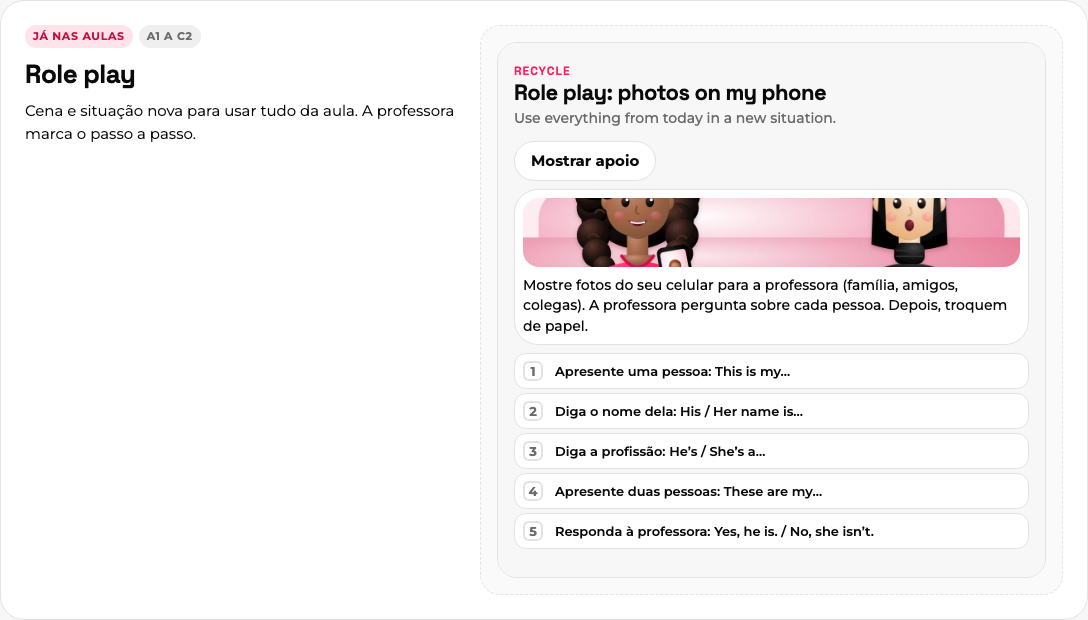 JÁ NAS AULAS
A1 A C2
Role play
Cena e situação nova para usar tudo da aula. A professora
marca o passo a passo.
RECYCLE
Role play: photos on my phone
Use everything from today in a new situation.
Mostrar apoio
Mostre fotos do seu celular para a professora (família, amigos,
colegas). A professora pergunta sobre cada pessoa. Depois, troquem
de papel.
1 Apresente uma pessoa: This is my…
2 Diga o nome dela: His / Her name is…
3 Diga a profissão: He’s / She’s a…
4 Apresente duas pessoas: These are my…
5 Responda à professora: Yes, he is. / No, she isn’t.